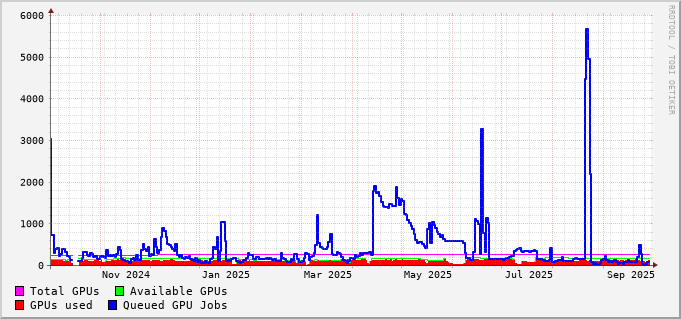 6000
5000
4000
3000
2000
1000
0
Nov 2024 Jan 2025 Mar 2025 May 2025 Jul 2025 Sep 2025
Total GPUs Available GPUs
GPUs used Queued GPU Jobs
RRDTOOL / TOBI OETIKER